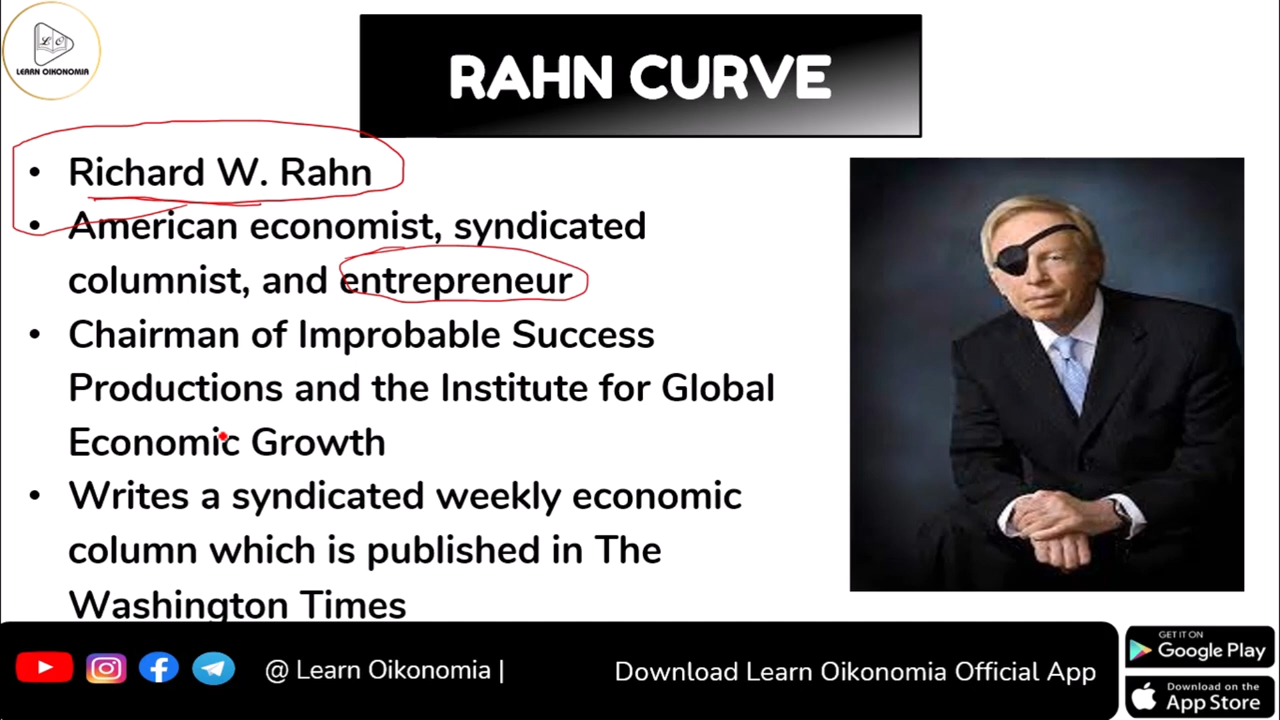 LEARN OIKONOMIA
RAHN CURVE
• Richard W. Rahn
• American economist, syndicated
columnist, and entrepreneur
• Chairman of Improbable Success
Productions and the Institute for Global
Economic Growth
• Writes a syndicated weekly economic
column which is published in The
Washington Times
@ Learn Oikonomia |
Download Learn Oikonomia Official App
GET IT ON
Google Play
Download on the
App Store